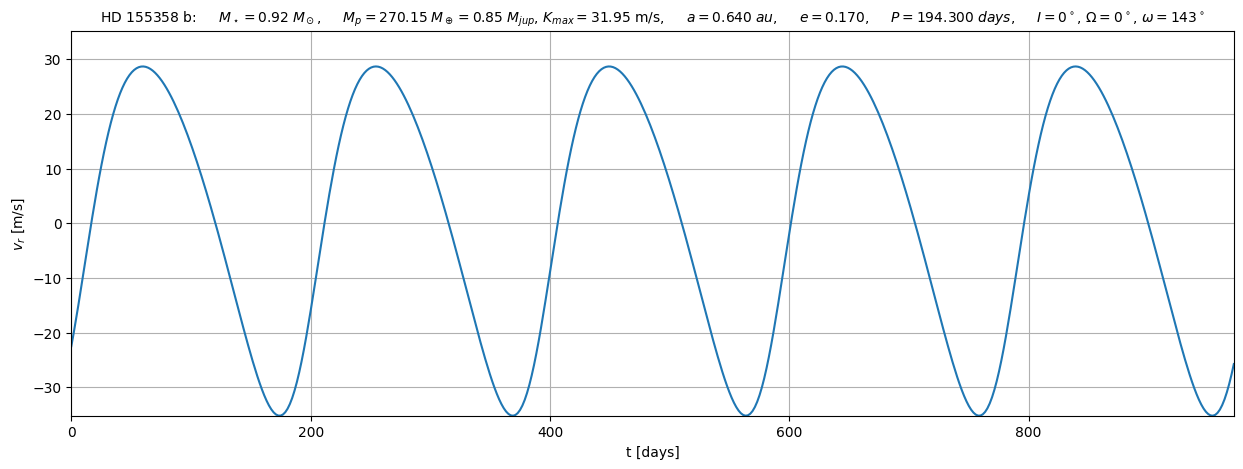 HD 155358 b: M⋆ = 0.92 M⊙, Mp = 270.15 M⊕ = 0.85 Mjup, Kmax = 31.95 m/s, a = 0.640 au, e = 0.170, P = 194.300 days, I = 0°, Ω = 0°, ω = 143°
30
20
10
0
−10
−20
−30
vr [m/s]
0 200 400 600 800
t [days]